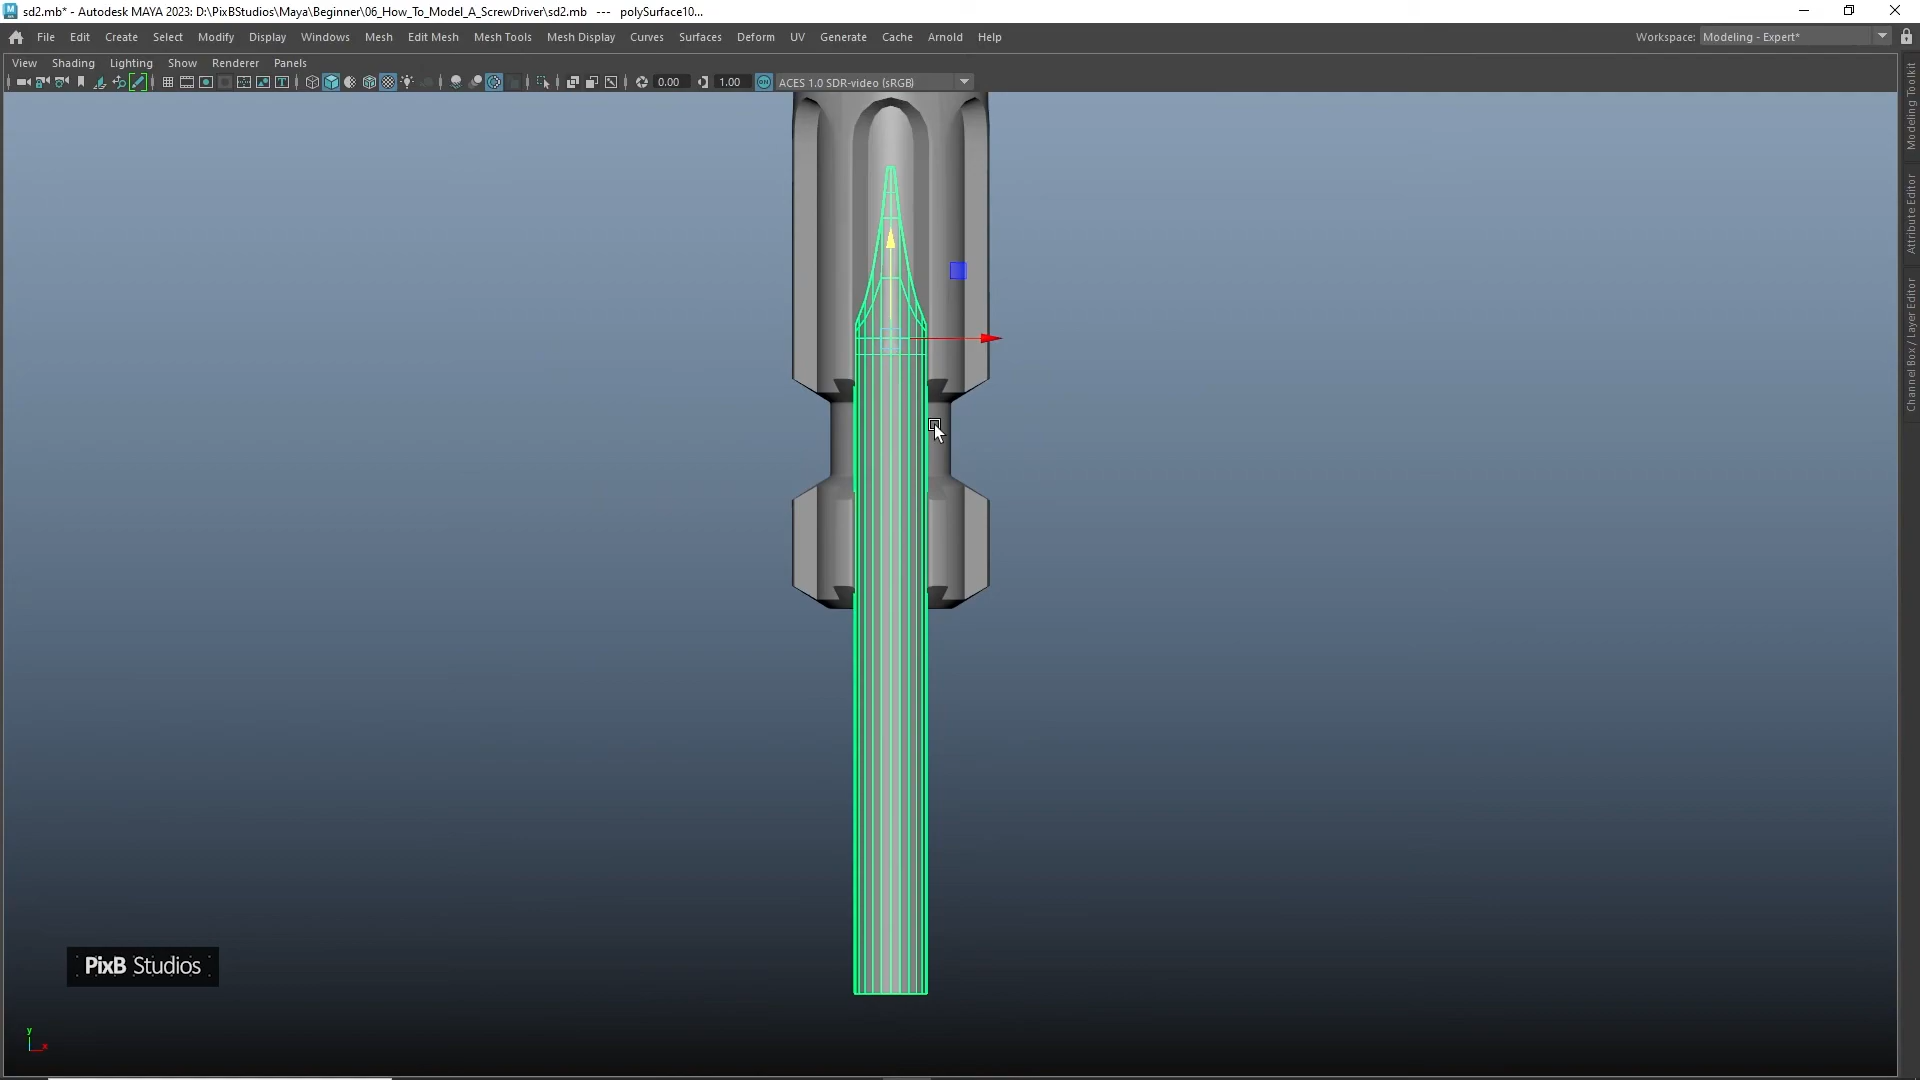 sd2.mb* - Autodesk MAYA 2023: D:\PixBStudios\Maya\Beginner\06_How_To_Model_A_ScrewDriver\sd2.mb --- polySurface10...
File Edit Create Select Modify Display Windows Mesh Edit Mesh Mesh Tools Mesh Display Curves Surfaces Deform UV Generate Cache Arnold Help Workspace: Modeling - Expert*
View Shading Lighting Show Renderer Panels
0.00 1.00 ON ACES 1.0 SDR-video (sRGB)
Modeling Toolkit
Attribute Editor
Channel Box / Layer Editor
PixB Studios
y
x